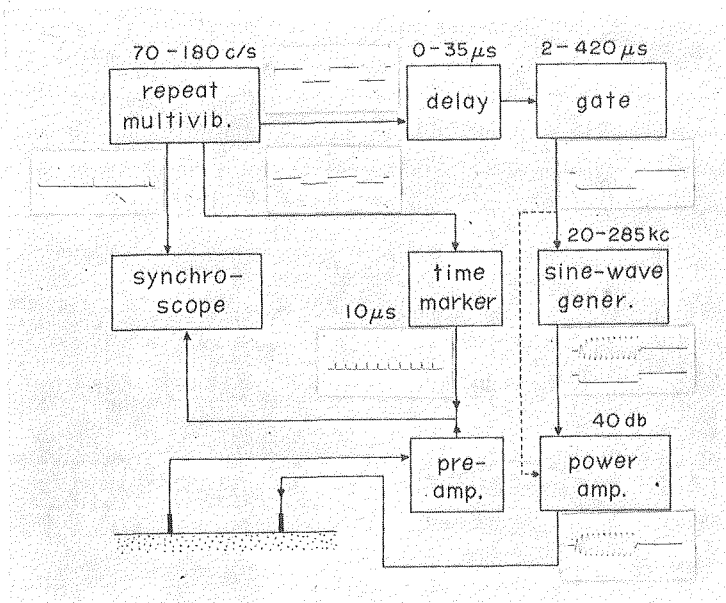 70-180 c/s
0-35 μs
2-420 μs
repeat
multivib.
delay
gate
20-285 kc
synchro-
scope
time
marker
sine-wave
gener.
10 μs
40 db
pre-
amp.
power
amp.